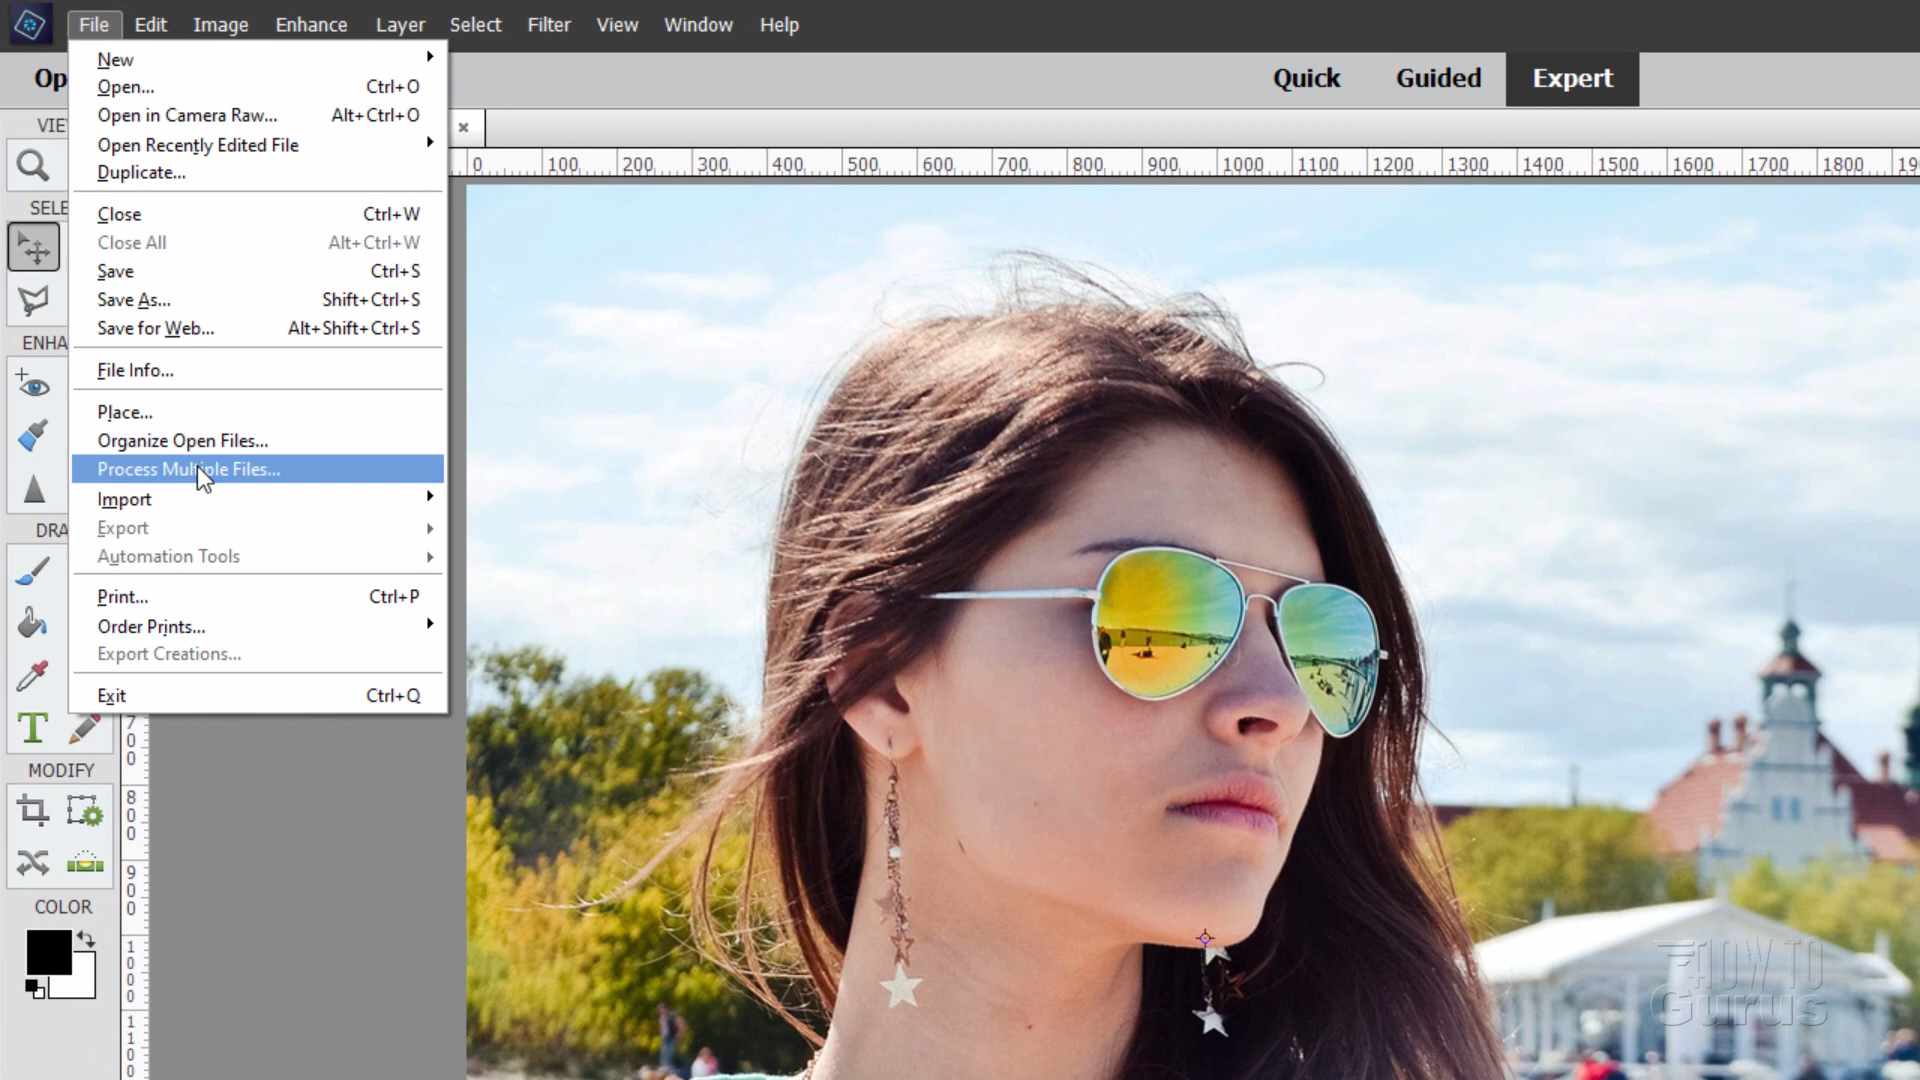 File Edit Image Enhance Layer Select Filter View Window Help
Op
Quick Guided Expert
New
Open... Ctrl+O
Open in Camera Raw... Alt+Ctrl+O
Open Recently Edited File
Duplicate...
Close Ctrl+W
Close All Alt+Ctrl+W
Save Ctrl+S
Save As... Shift+Ctrl+S
Save for Web... Alt+Shift+Ctrl+S
File Info...
Place...
Organize Open Files...
Process Multiple Files...
Import
Export
Automation Tools
Print... Ctrl+P
Order Prints...
Export Creations...
Exit Ctrl+Q
VIE
SELE
ENHA
DRA
T
MODIFY
COLOR
×
0 100 200 300 400 500 600 700 800 900 1000 1100 1200 1300 1400 1500 1600 1700 1800 190
700
800
900
1000
110
HOW TO
Gurus